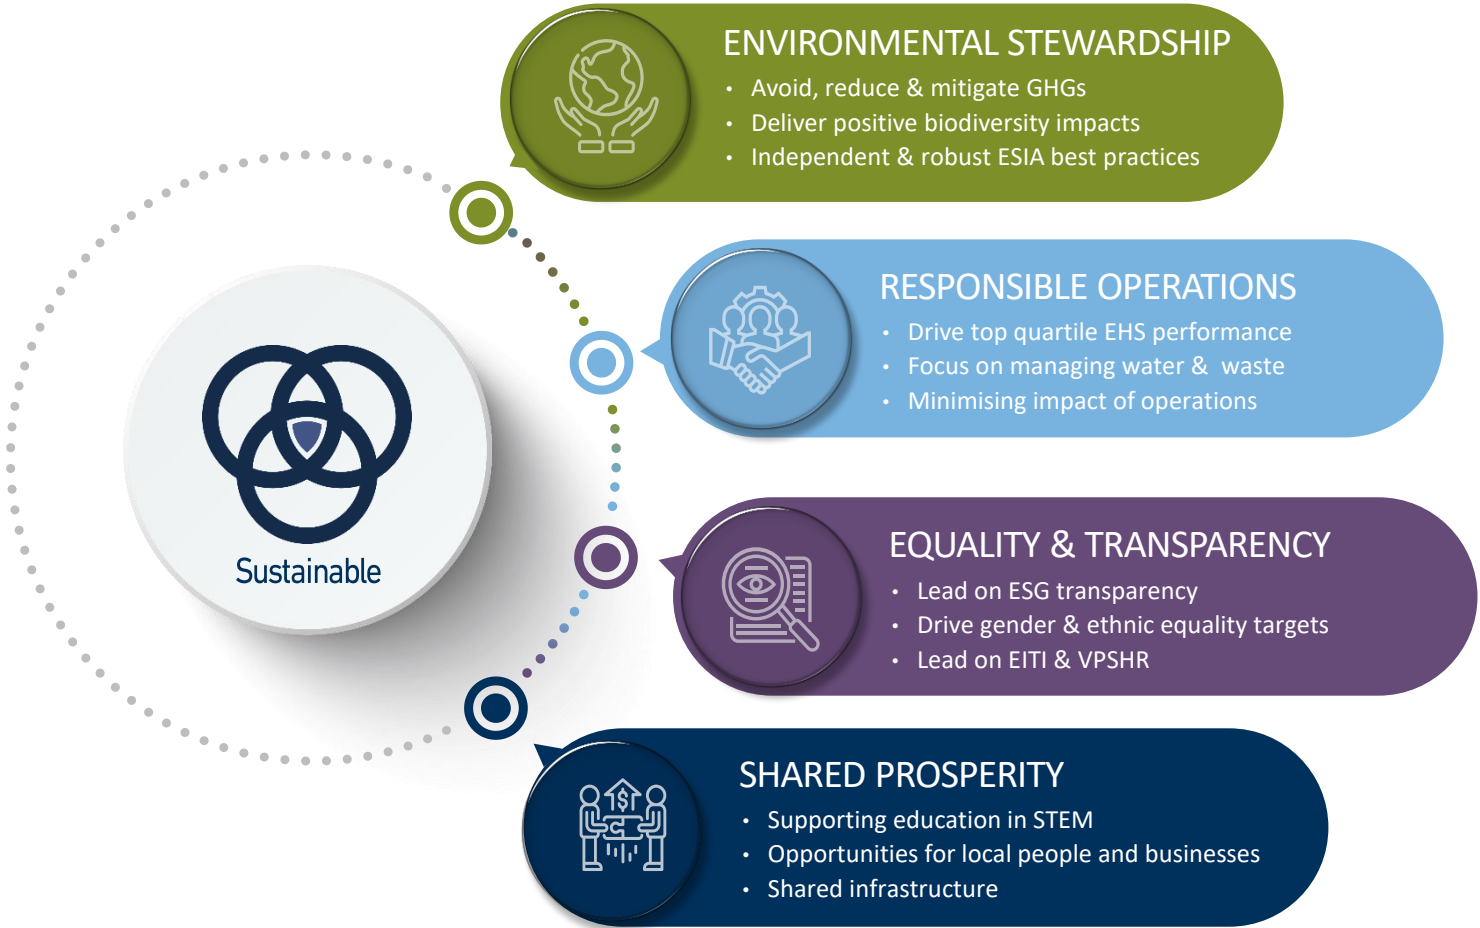 ENVIRONMENTAL STEWARDSHIP
• Avoid, reduce & mitigate GHGs
• Deliver positive biodiversity impacts
• Independent & robust ESIA best practices
RESPONSIBLE OPERATIONS
• Drive top quartile EHS performance
• Focus on managing water & waste
• Minimising impact of operations
Sustainable
EQUALITY & TRANSPARENCY
• Lead on ESG transparency
• Drive gender & ethnic equality targets
• Lead on EITI & VPSHR
SHARED PROSPERITY
• Supporting education in STEM
• Opportunities for local people and businesses
• Shared infrastructure